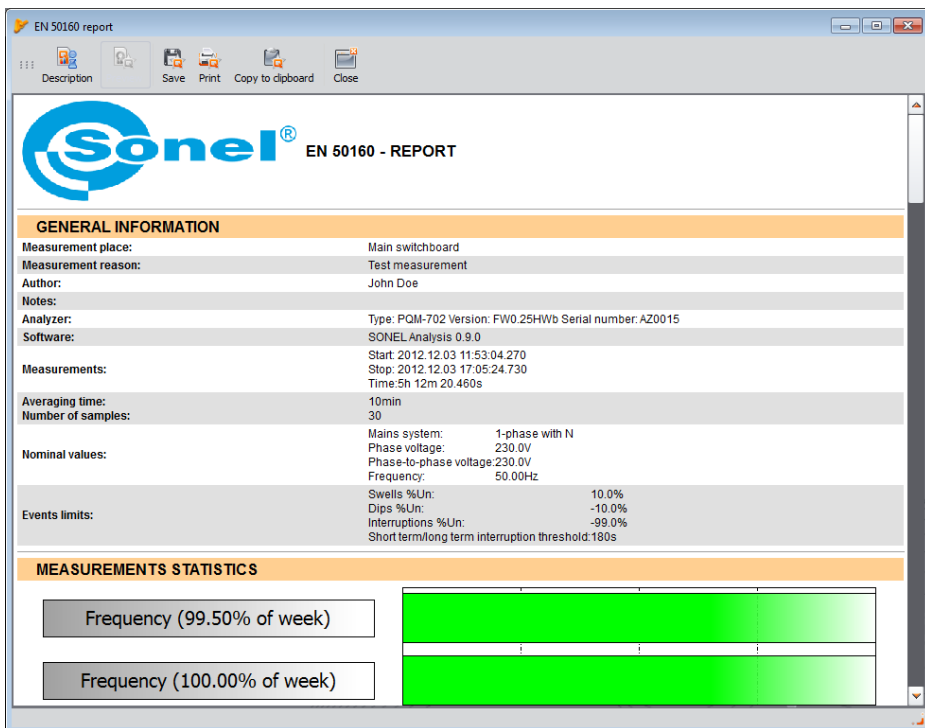 EN 50160 report
Description
Save Print Copy to clipboard Close
Sonel® EN 50160 - REPORT
GENERAL INFORMATION
Measurement place: Main switchboard
Measurement reason: Test measurement
Author: John Doe
Notes:
Analyzer: Type: PQM-702 Version: FW0.25HWb Serial number: AZ0015
Software: SONEL Analysis 0.9.0
Measurements: Start: 2012.12.03 11:53:04.270
Stop: 2012.12.03 17:05:24.730
Time:5h 12m 20.460s
Averaging time: 10min
Number of samples: 30
Nominal values: Mains system: 1-phase with N
Phase voltage: 230.0V
Phase-to-phase voltage:230.0V
Frequency: 50.00Hz
Events limits: Swells %Un: 10.0%
Dips %Un: -10.0%
Interruptions %Un: -99.0%
Short term/long term interruption threshold:180s
MEASUREMENTS STATISTICS
Frequency (99.50% of week)
Frequency (100.00% of week)